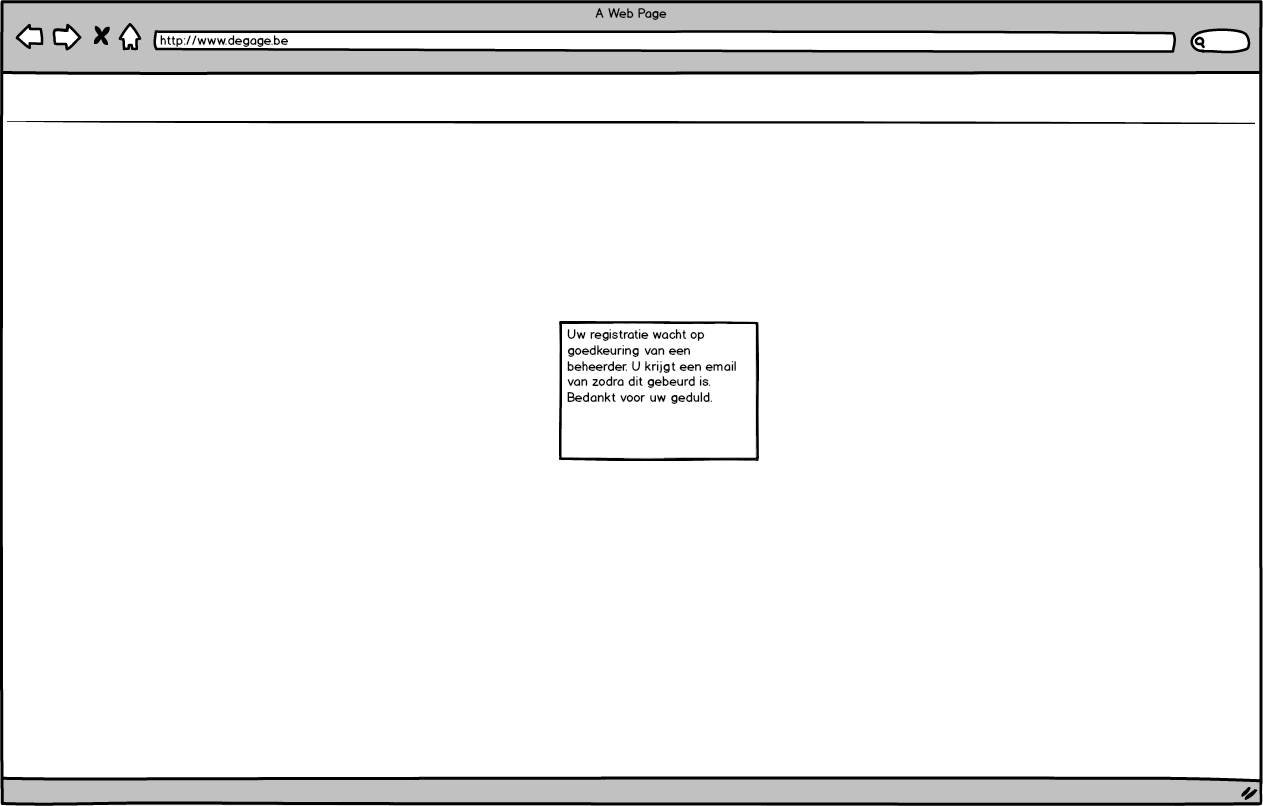 A Web Page
http://www.degage.be
Uw registratie wacht op
goedkeuring van een
beheerder. U krijgt een email
van zodra dit gebeurd is.
Bedankt voor uw geduld.